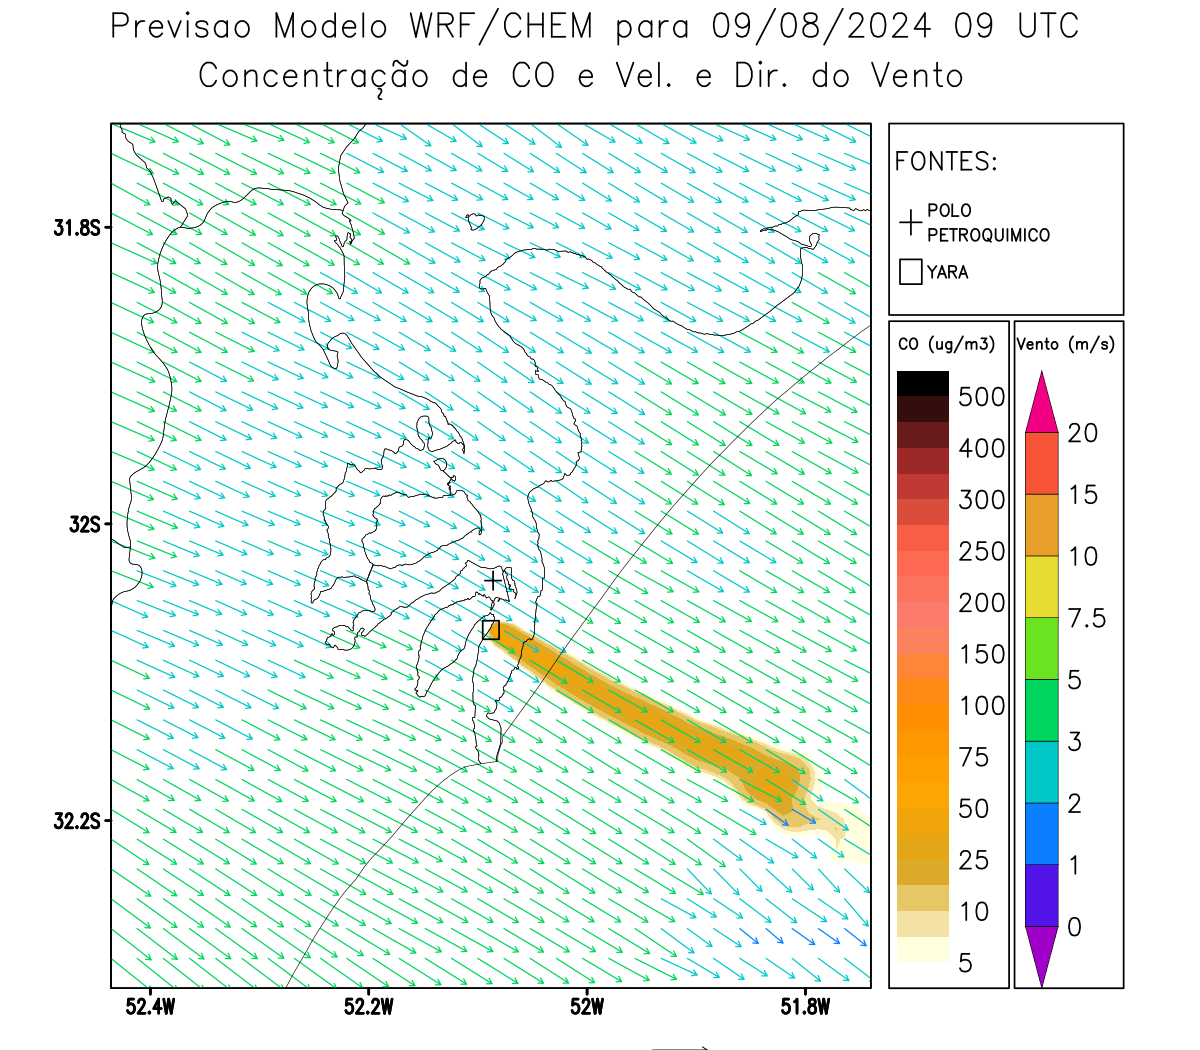 Previsao Modelo WRF/CHEM para 09/08/2024 09 UTC
Concentração de CO e Vel. e Dir. do Vento
FONTES:
POLO
PETROQUIMICO
YARA
CO (ug/m3)
500
400
300
250
200
150
100
75
50
25
10
5
Vento (m/s)
20
15
10
7.5
5
3
2
1
0
31.8S
32S
32.2S
52.4W
52.2W
52W
51.8W